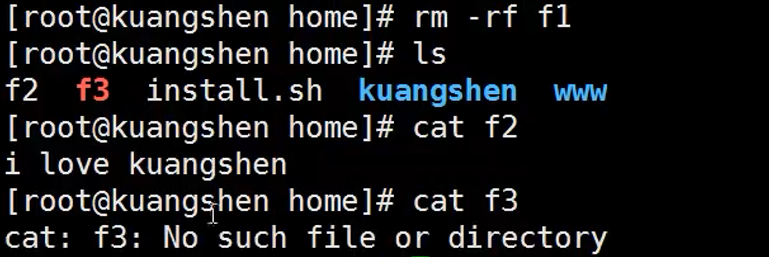 [root@kuangshen home]# rm -rf f1
[root@kuangshen home]# ls
f2  f3  install.sh  kuangshen  www
[root@kuangshen home]# cat f2
i love kuangshen
[root@kuangshen home]# cat f3
cat: f3: No such file or directory